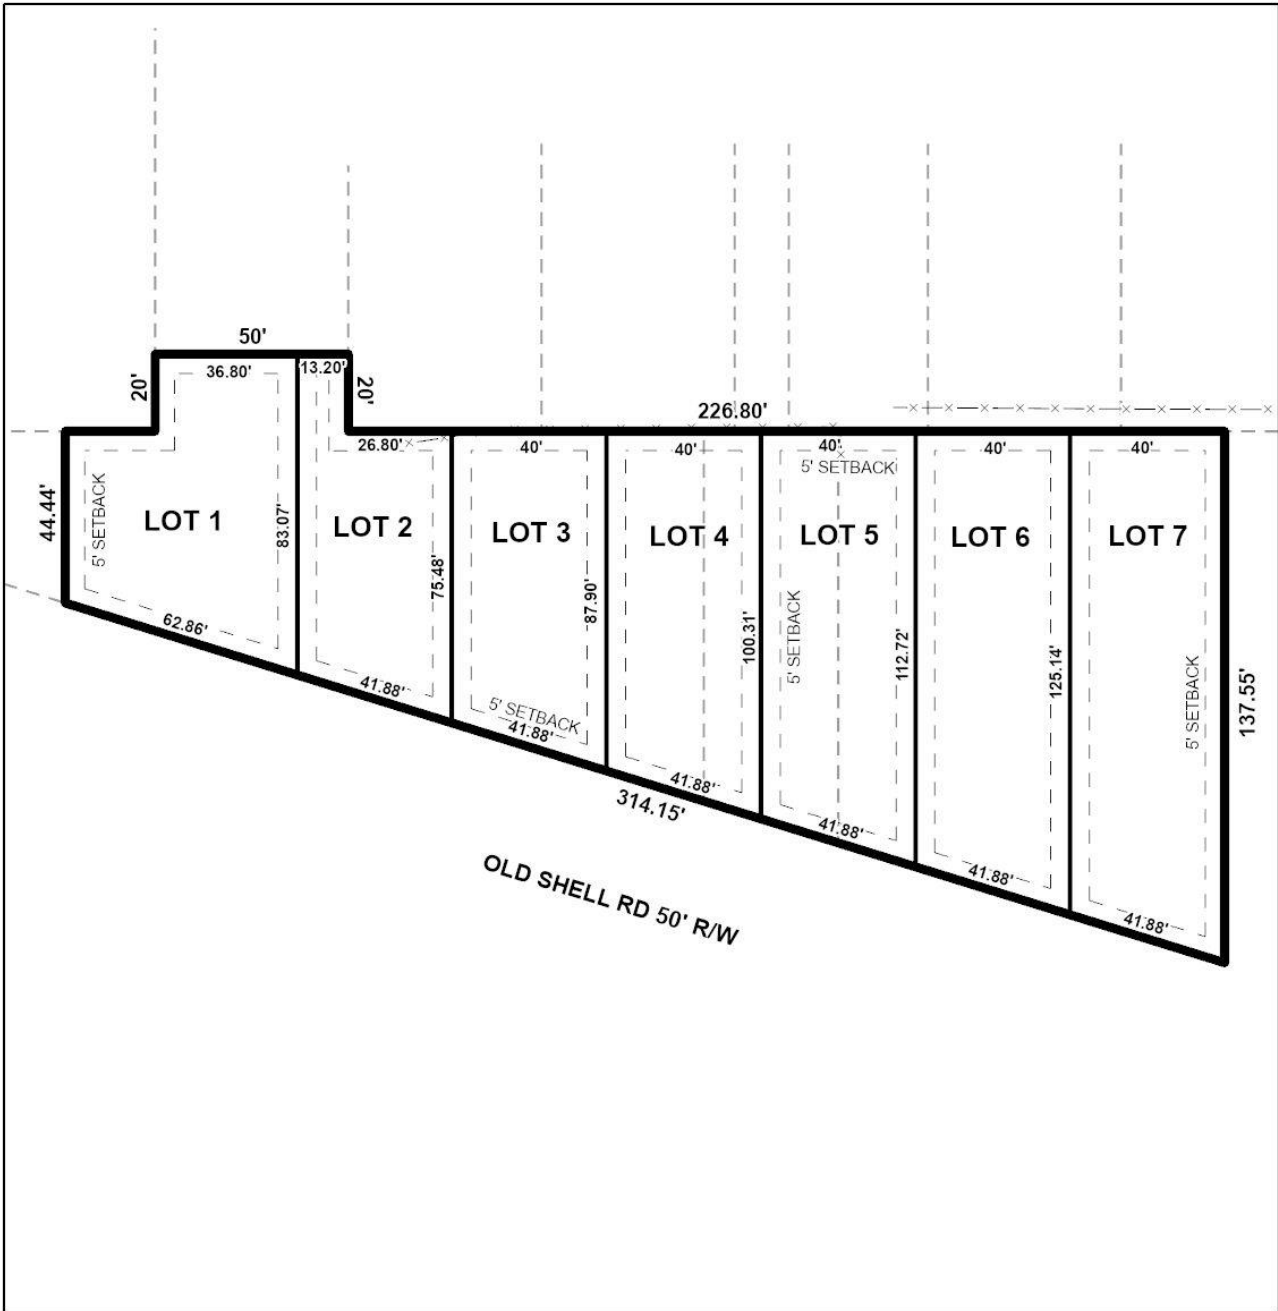 50'
20'
36.80'
13.20'
20'
226.80'
26.80'
40'
40'
40'
40'
40'
5' SETBACK
44.44'
5' SETBACK
LOT 1
83.07'
LOT 2
75.48'
LOT 3
87.90'
LOT 4
100.31'
LOT 5
5' SETBACK
112.72'
LOT 6
125.14'
LOT 7
5' SETBACK
137.55'
62.86'
41.88'
5' SETBACK
41.88'
41.88'
41.88'
41.88'
41.88'
314.15'
OLD SHELL RD 50' R/W